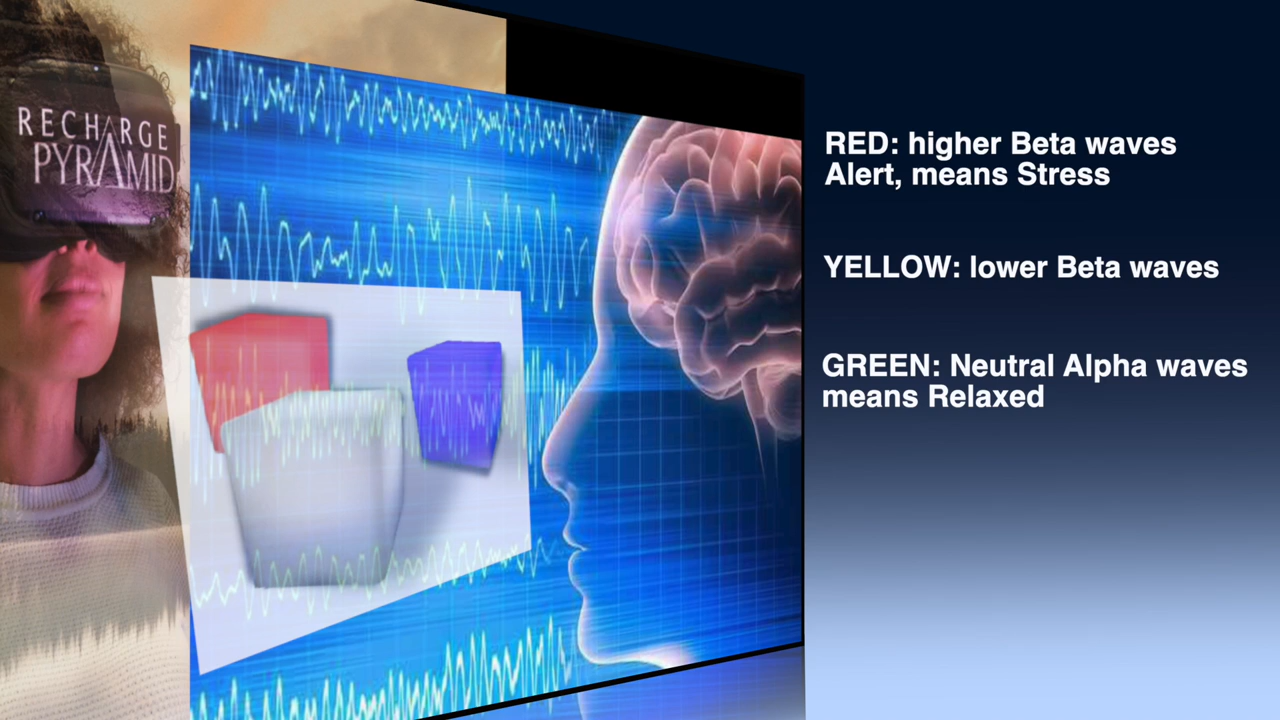 RECHARGE
PYRAMID
RED: higher Beta waves
Alert, means Stress
YELLOW: lower Beta waves
GREEN: Neutral Alpha waves
means Relaxed